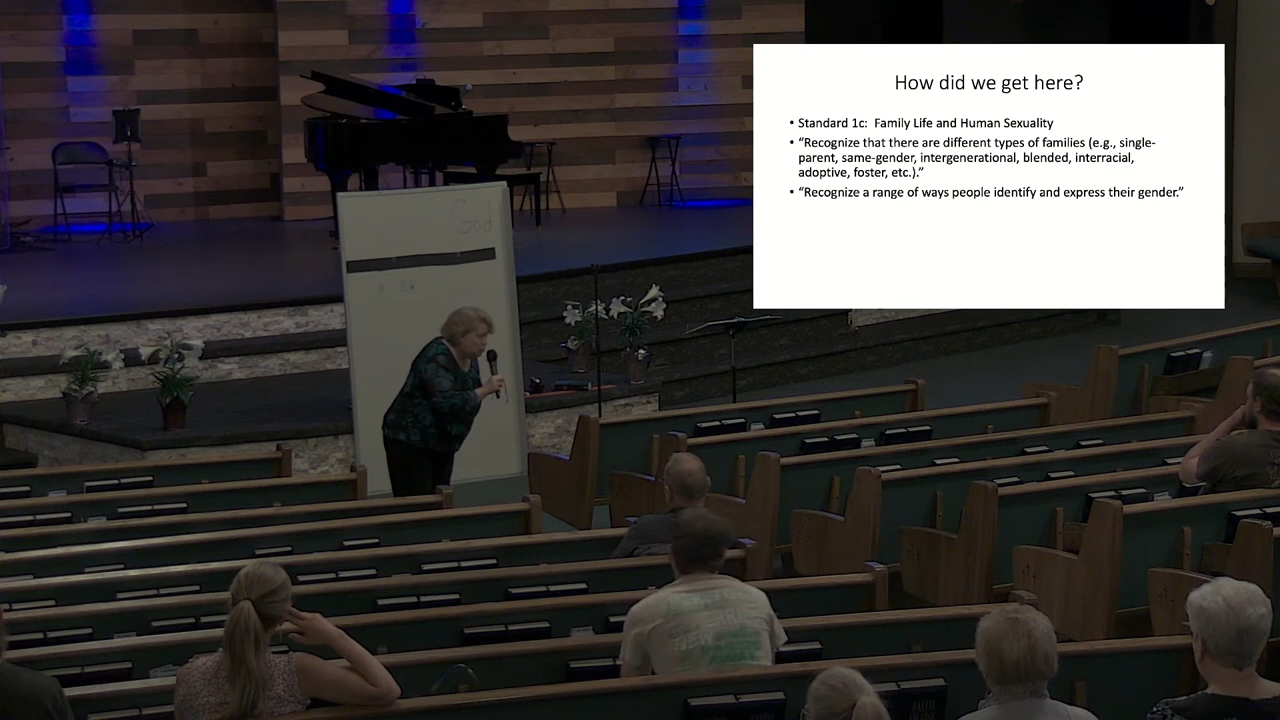 How did we get here?
• Standard 1c: Family Life and Human Sexuality
• “Recognize that there are different types of families (e.g., single-
parent, same-gender, intergenerational, blended, interracial,
adoptive, foster, etc.).”
• “Recognize a range of ways people identify and express their gender.”
God